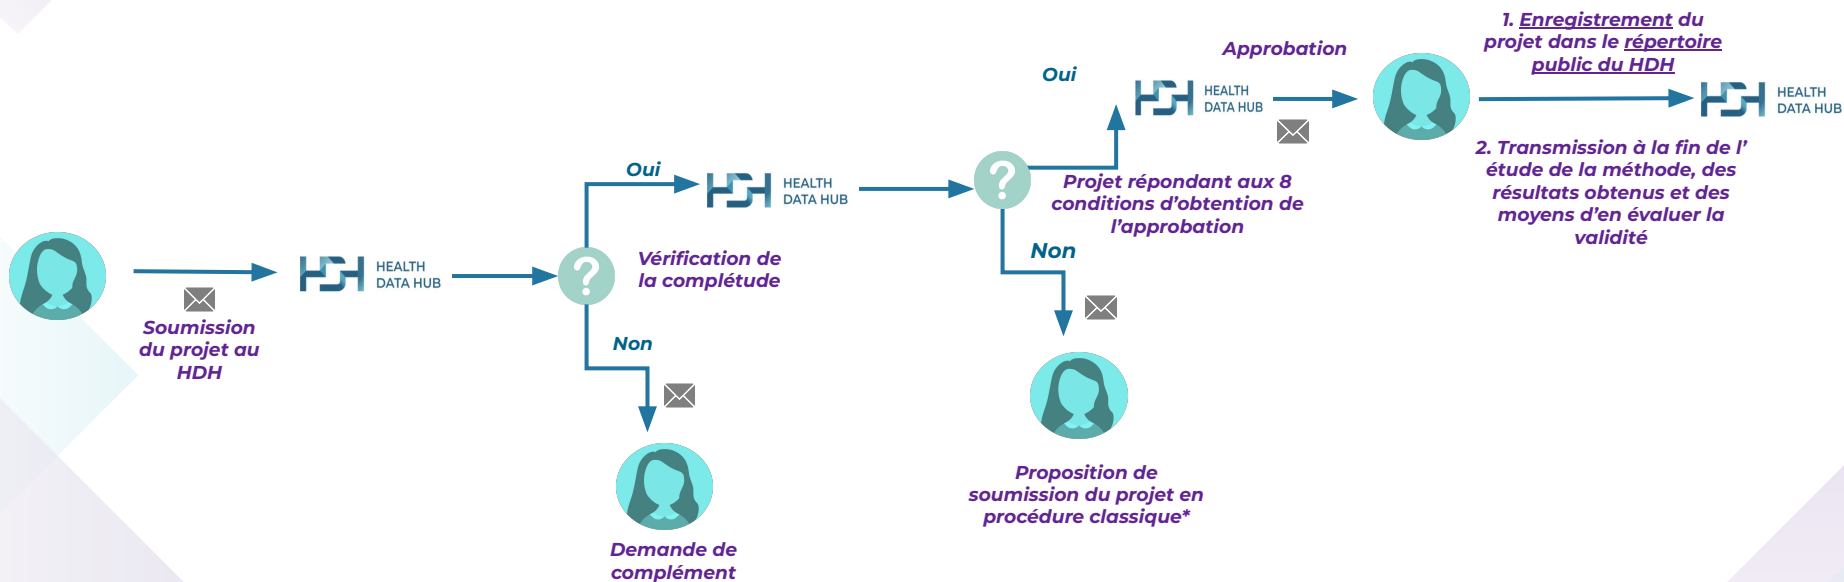 Soumission
du projet au
HDH
HEALTH
DATA HUB
Vérification de
la complétude
Oui
HEALTH
DATA HUB
Non
Demande de
complément
Projet répondant aux 8
conditions d’obtention de
l’approbation
Oui
HEALTH
DATA HUB
Approbation
Non
Proposition de
soumission du projet en
procédure classique*
1. Enregistrement du
projet dans le répertoire
public du HDH
HEALTH
DATA HUB
2. Transmission à la fin de l’
étude de la méthode, des
résultats obtenus et des
moyens d’en évaluer la
validité